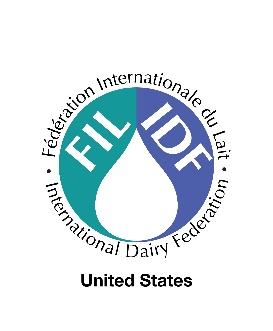 • Fédération Internationale du Lait •
FIL IDF
International Dairy Federation
United States